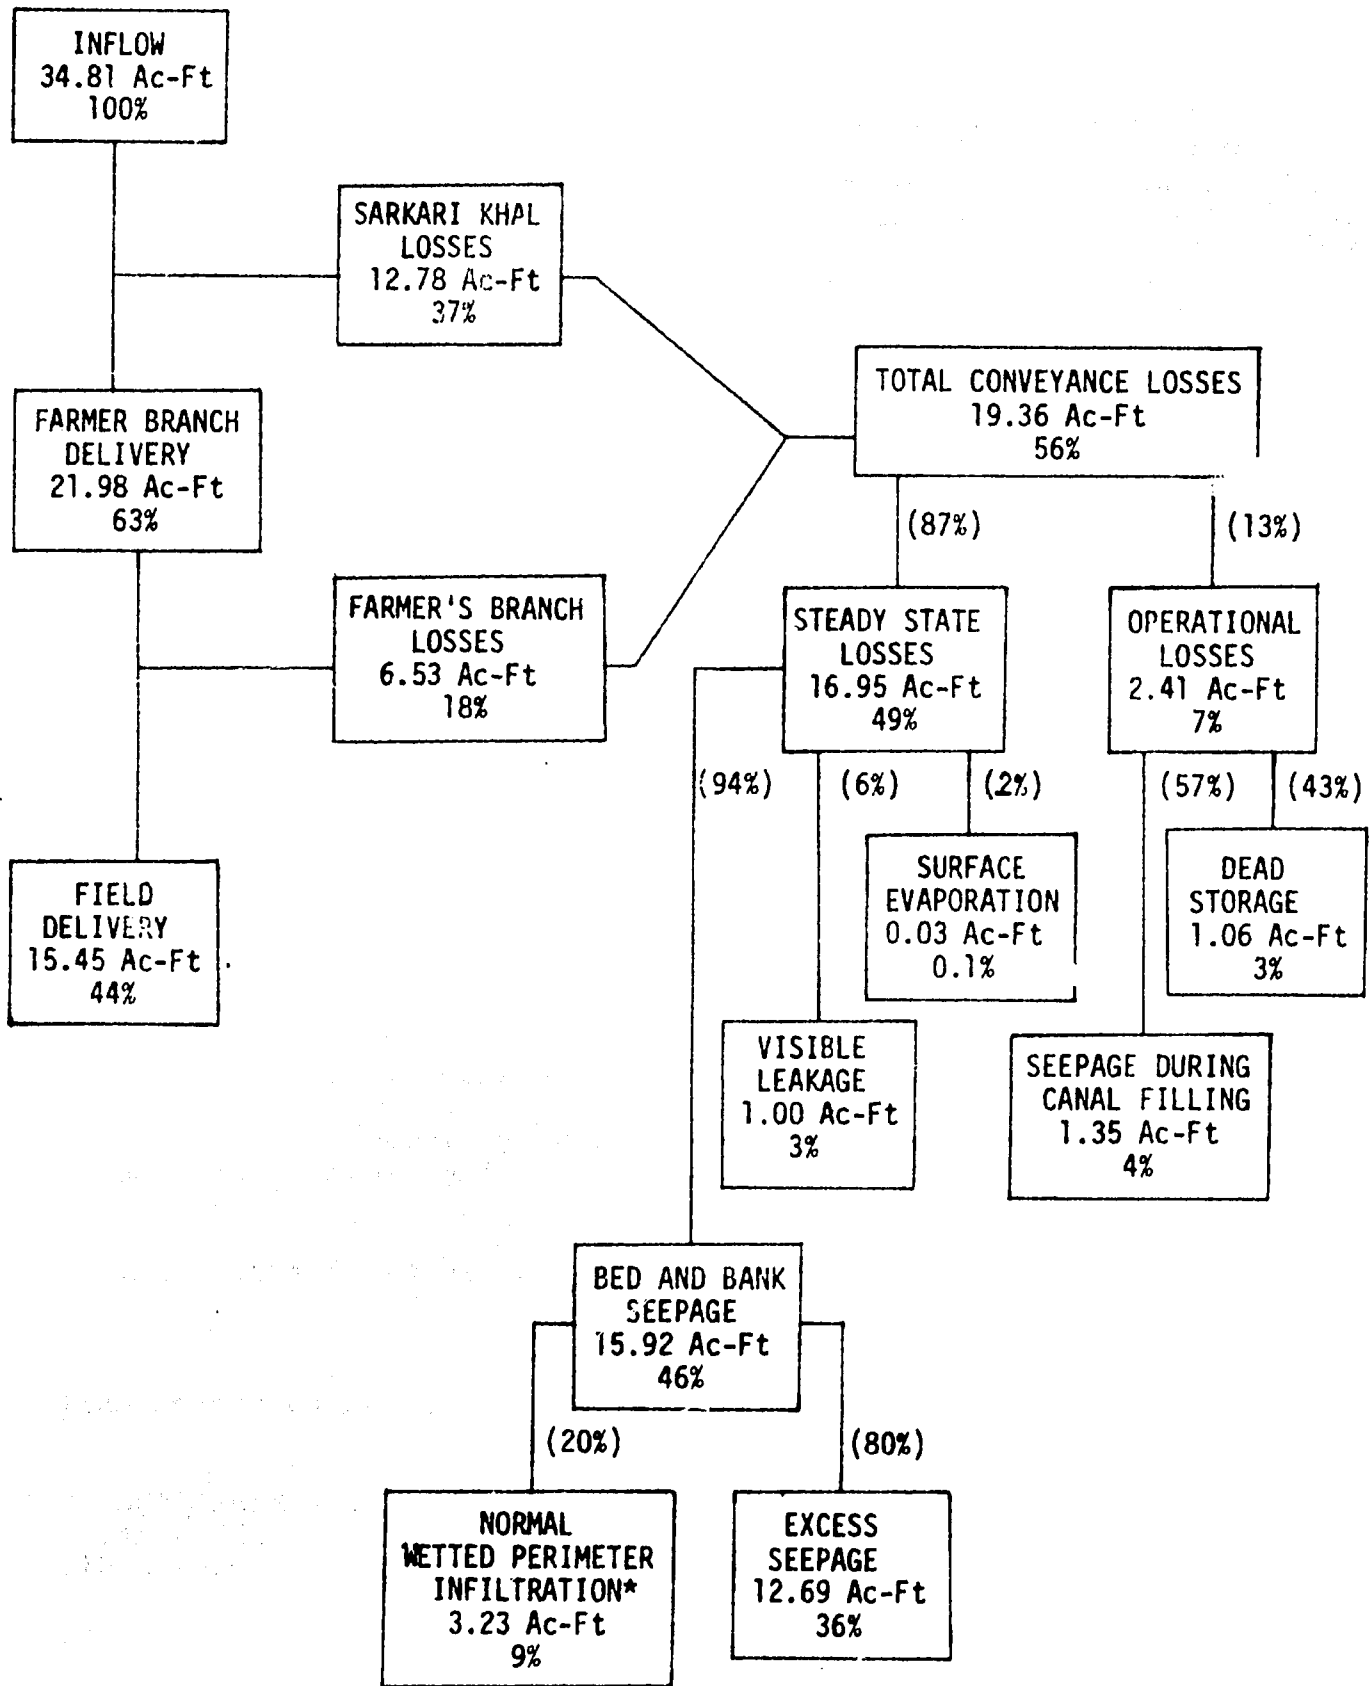 INFLOW
34.81 Ac-Ft
100%
SARKARI KHAL
LOSSES
12.78 Ac-Ft
37%
TOTAL CONVEYANCE LOSSES
19.36 Ac-Ft
56%
FARMER BRANCH
DELIVERY
21.98 Ac-Ft
63%
(87%)
(13%)
FARMER'S BRANCH
LOSSES
6.53 Ac-Ft
18%
STEADY STATE
LOSSES
16.95 Ac-Ft
49%
OPERATIONAL
LOSSES
2.41 Ac-Ft
7%
(94%)
(6%)
(2%)
(57%)
(43%)
FIELD
DELIVERY
15.45 Ac-Ft
44%
SURFACE
EVAPORATION
0.03 Ac-Ft
0.1%
DEAD
STORAGE
1.06 Ac-Ft
3%
VISIBLE
LEAKAGE
1.00 Ac-Ft
3%
SEEPAGE DURING
CANAL FILLING
1.35 Ac-Ft
4%
BED AND BANK
SEEPAGE
15.92 Ac-Ft
46%
(20%)
(80%)
NORMAL
WETTED PERIMETER
INFILTRATION*
3.23 Ac-Ft
9%
EXCESS
SEEPAGE
12.69 Ac-Ft
36%